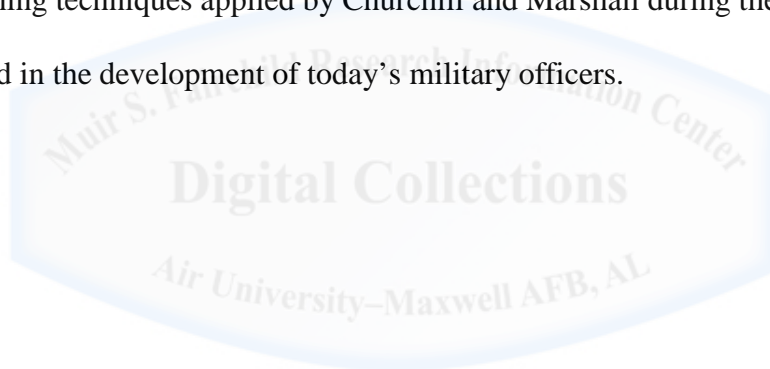 ing techniques applied by Churchill and Marshall during the
d in the development of today's military officers.
Muir S. Fairchild Research Information Center
Digital Collections
Air University–Maxwell AFB, AL